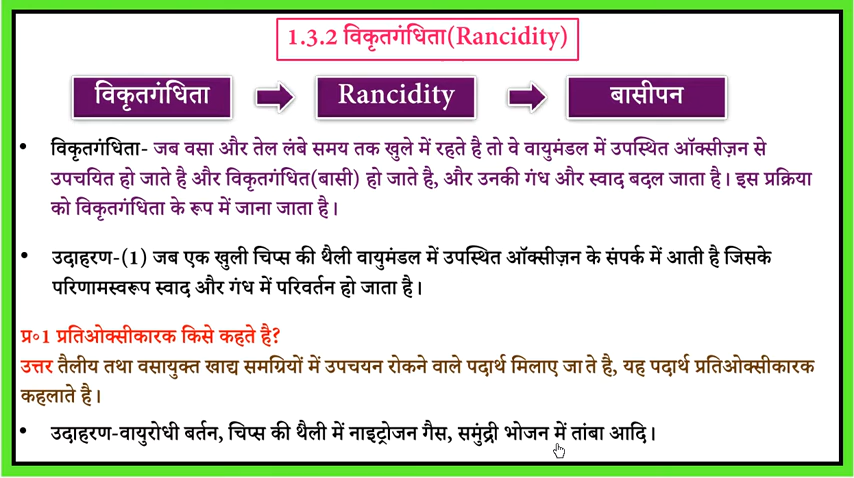 1.3.2 विकृतगंधिता(Rancidity)
विकृतगंधिता Rancidity बासीपन
• विकृतगंधिता- जब वसा और तेल लंबे समय तक खुले में रहते है तो वे वायुमंडल में उपस्थित ऑक्सीज़न से
उपचयित हो जाते है और विकृतगंधित(बासी) हो जाते है, और उनकी गंध और स्वाद बदल जाता है। इस प्रक्रिया
को विकृतगंधिता के रूप में जाना जाता है।
• उदाहरण-(1) जब एक खुली चिप्स की थैली वायुमंडल में उपस्थित ऑक्सीज़न के संपर्क में आती है जिसके
परिणामस्वरूप स्वाद और गंध में परिवर्तन हो जाता है।
प्र॰1 प्रतिओक्सीकारक किसे कहते है?
उत्तर तैलीय तथा वसायुक्त खाद्य समग्रियों में उपचयन रोकने वाले पदार्थ मिलाए जाते है, यह पदार्थ प्रतिओक्सीकारक
कहलाते है।
• उदाहरण-वायुरोधी बर्तन, चिप्स की थैली में नाइट्रोजन गैस, समुंद्री भोजन में तांबा आदि।